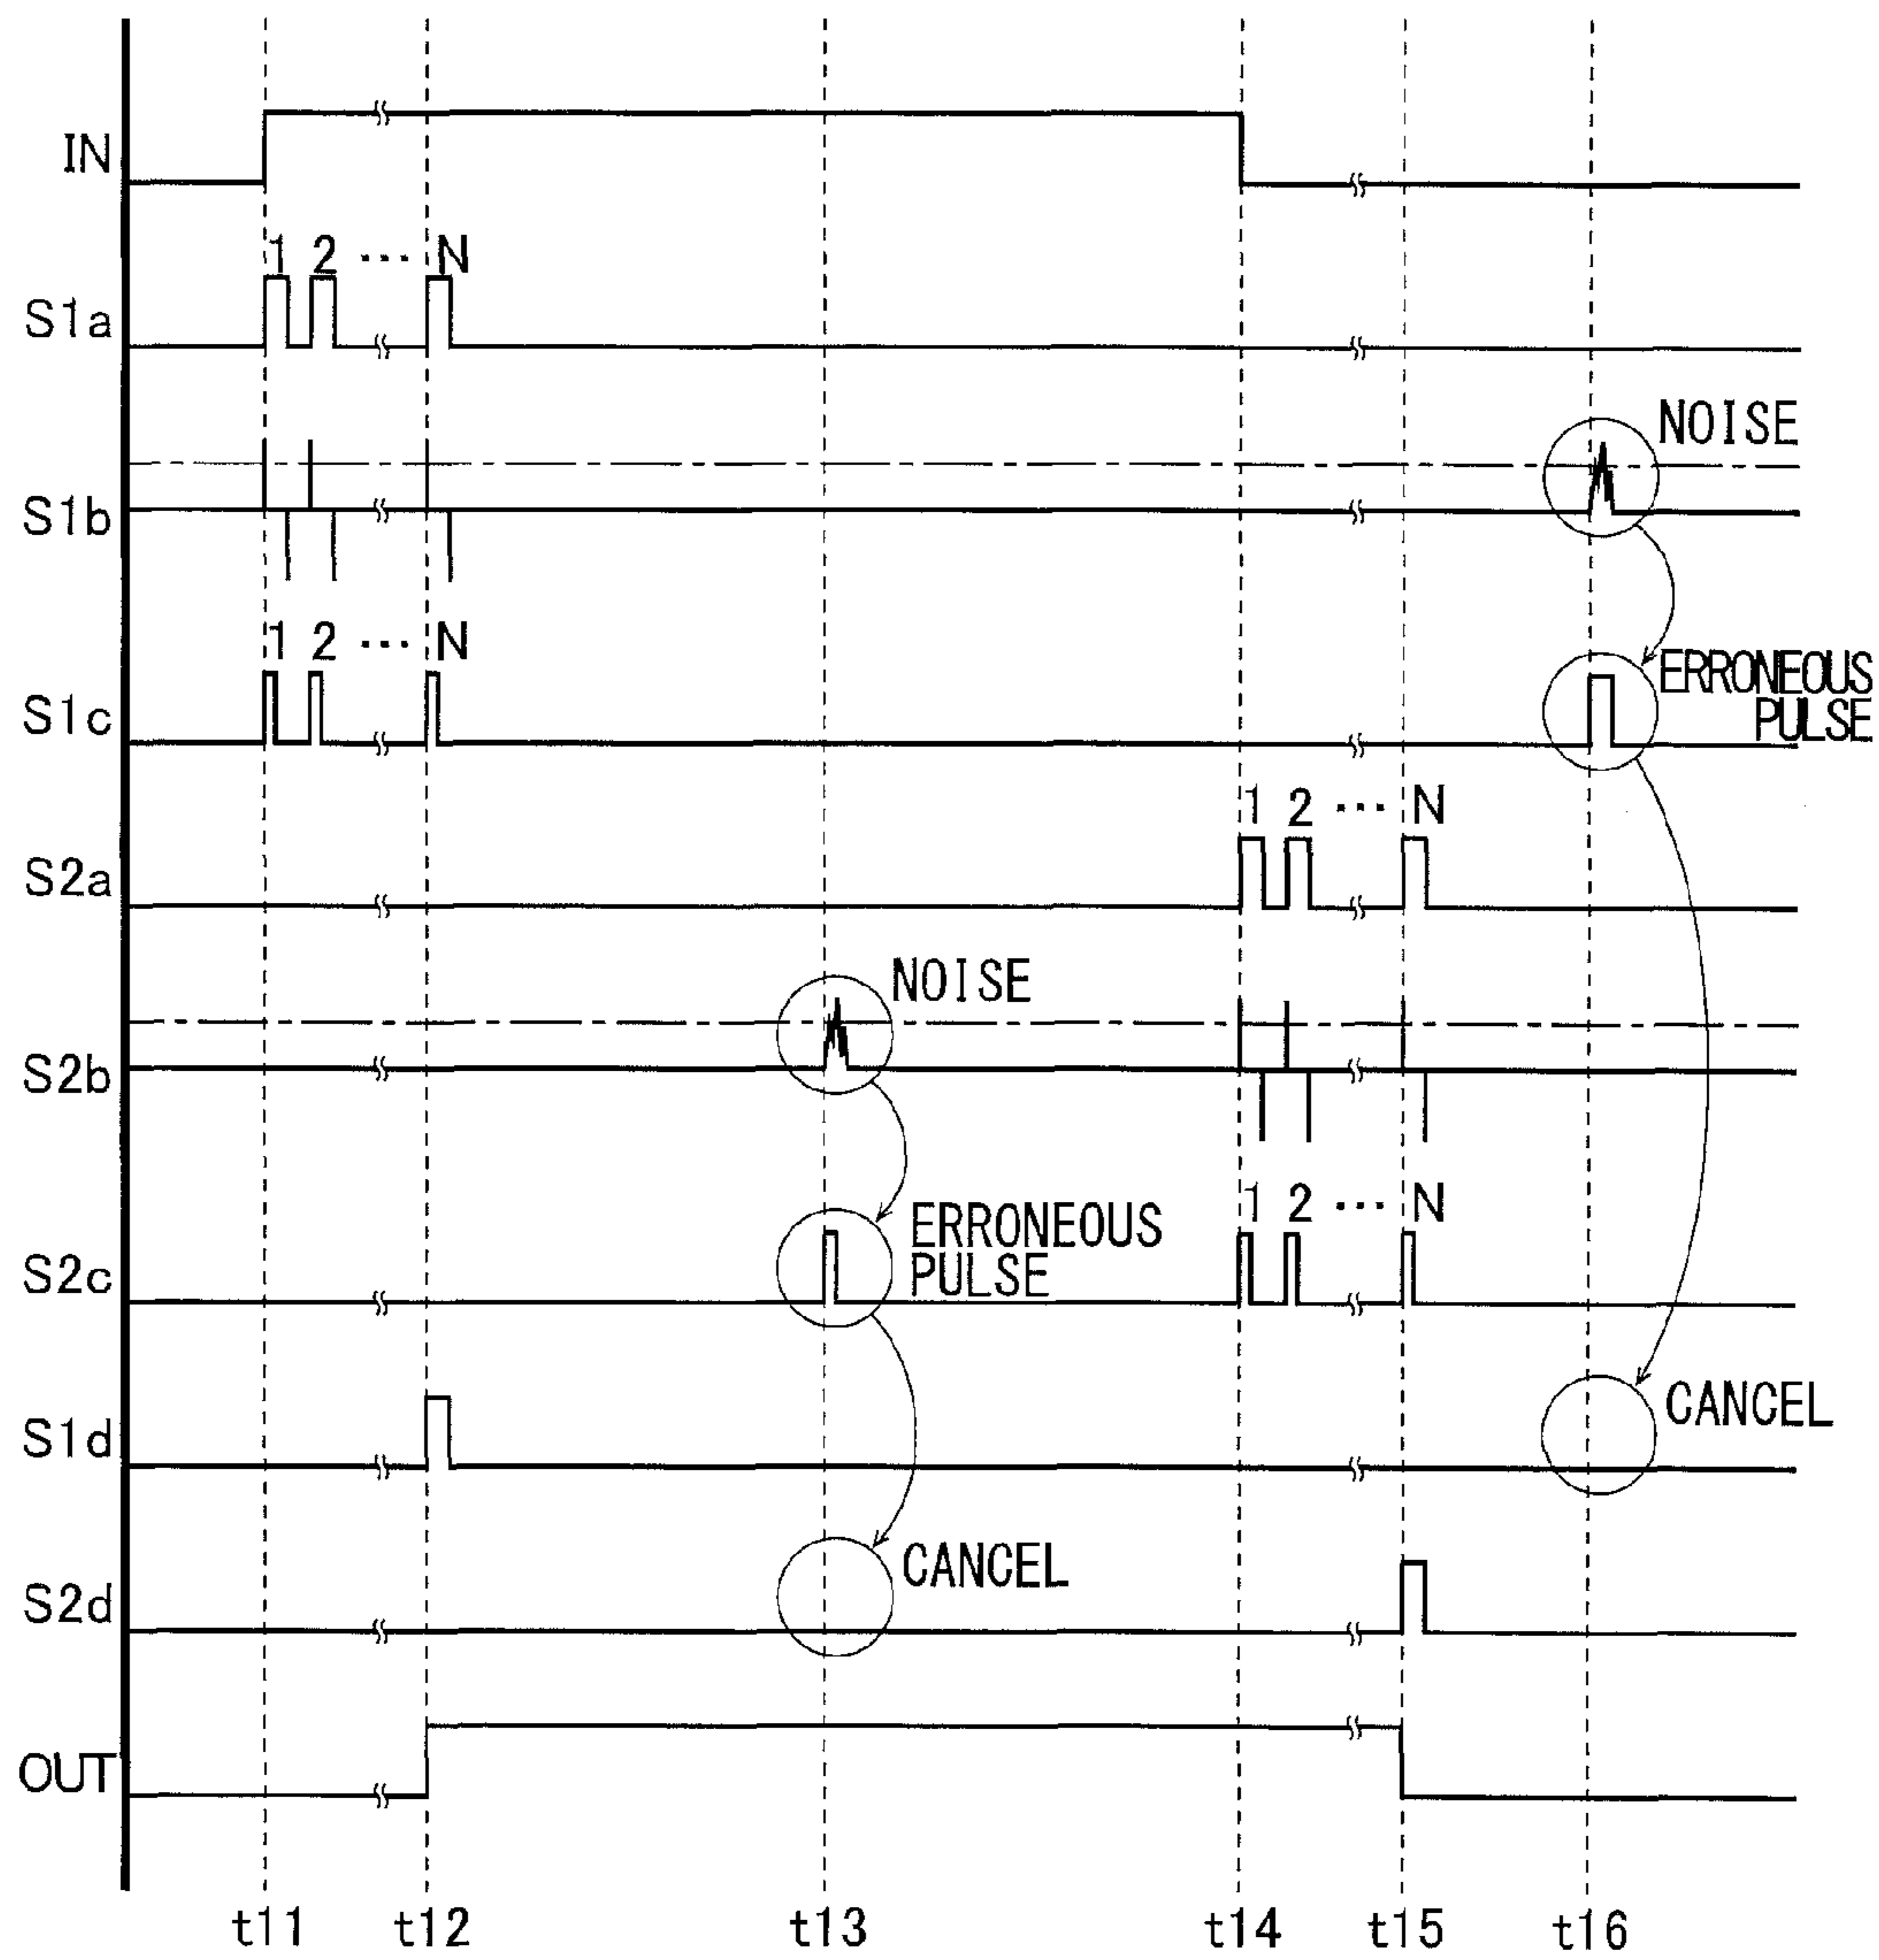 IN
1 2 ··· N
S1a
NOISE
S1b
1 2 ··· N
ERRONEOUS
PULSE
S1c
1 2 ··· N
S2a
NOISE
S2b
1 2 ··· N
ERRONEOUS
PULSE
S2c
CANCEL
S1d
CANCEL
S2d
OUT
t11 t12 t13 t14 t15 t16